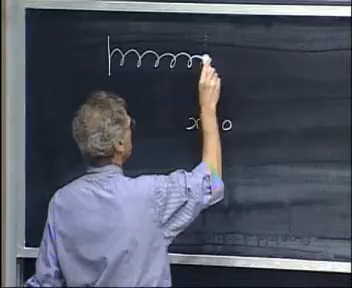 x = 0